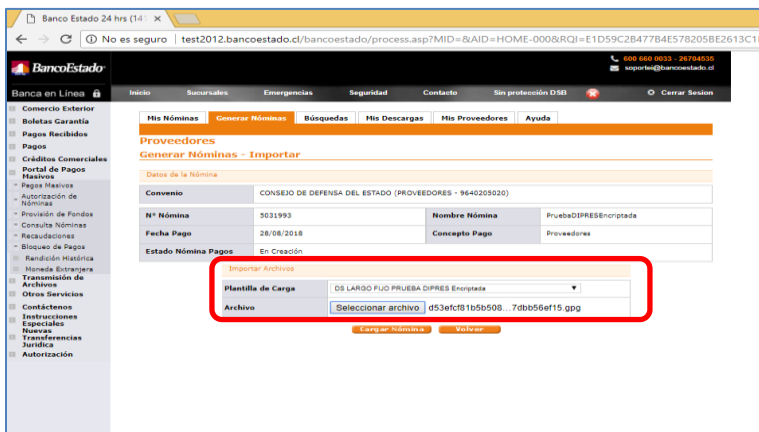 Banco Estado 24 hrs (14
No es seguro | test2012.bancoestado.cl/bancoestado/process.asp?MID=&AID=HOME-000&RQI=E1D59C2B477B4E578205BE2613C1
BancoEstado
600 660 0033 - 26704535
soportei@bancoestado.cl
Banca en Línea
Inicio Sucursales Emergencias Seguridad Contacto Sin protección DSB Cerrar Sesion
Comercio Exterior
Boletas Garantía
Pagos Recibidos
Pagos
Créditos Comerciales
Portal de Pagos
Masivos
Pagos Masivos
Autorización de
Nóminas
Provisión de Fondos
Consulta Nóminas
Recaudaciones
Bloqueo de Pagos
Rendición Histórica
Moneda Extranjera
Transmisión de
Archivos
Otros Servicios
Contáctenos
Instrucciones
Especiales
Nuevas
Transferencias
Jurídica
Autorización
Mis Nóminas Generar Nóminas Búsquedas Mis Descargas Mis Proveedores Ayuda
Proveedores
Generar Nóminas - Importar
Datos de la Nómina
Convenio CONSEJO DE DEFENSA DEL ESTADO (PROVEEDORES - 9640205020)
N° Nómina 5031993 Nombre Nómina PruebaDIPRESEncriptada
Fecha Pago 28/08/2018 Concepto Pago Proveedores
Estado Nómina Pagos En Creación
Importar Archivos
Plantilla de Carga DS LARGO FIJO PRUEBA DIPRES Encriptada
Archivo Seleccionar archivo d53efcf81b5b508...7dbb56ef15.gpg
Cargar Nómina Volver